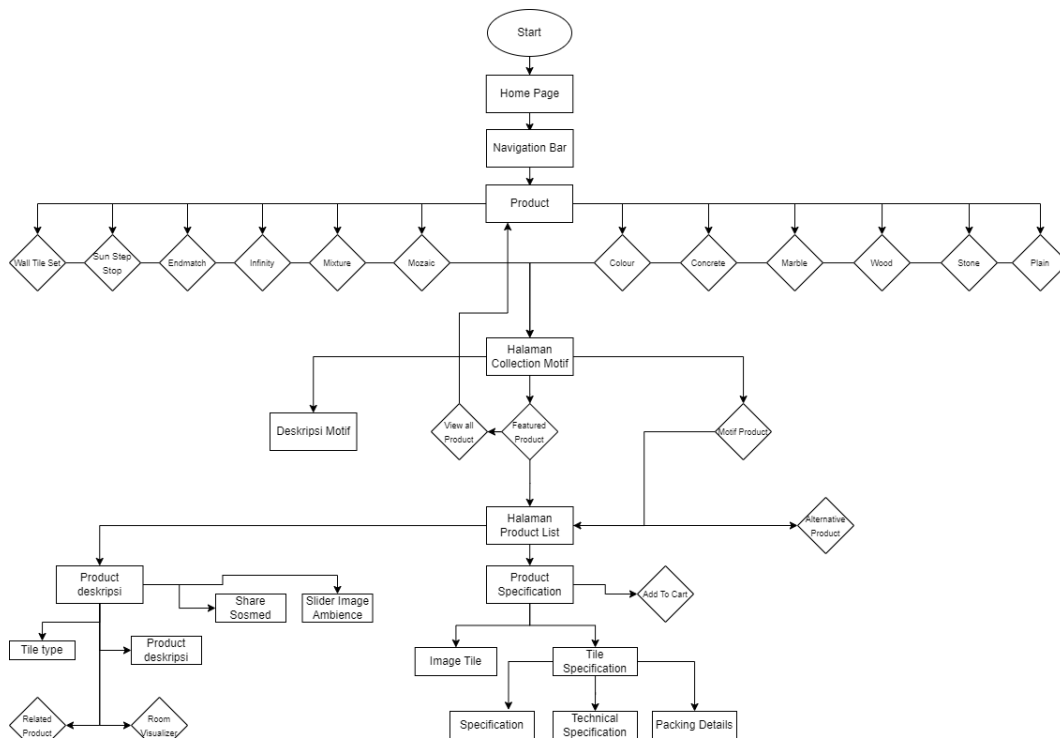 Start
Home Page
Navigation Bar
Product
Wall Tile Set
Sun Step
Stop
Endmatch
Infinity
Mixture
Mozaic
Colour
Concrete
Marble
Wood
Stone
Plain
Halaman
Collection Motif
Deskripsi Motif
View all
Product
Featured
Product
Motif Product
Halaman
Product List
Alternative
Product
Product
deskripsi
Share
Sosmed
Slider Image
Ambience
Product
Specification
Add To Cart
Tile type
Product
deskripsi
Image Tile
Tile
Specification
Related
Product
Room
Visualizer
Specification
Technical
Specification
Packing Details